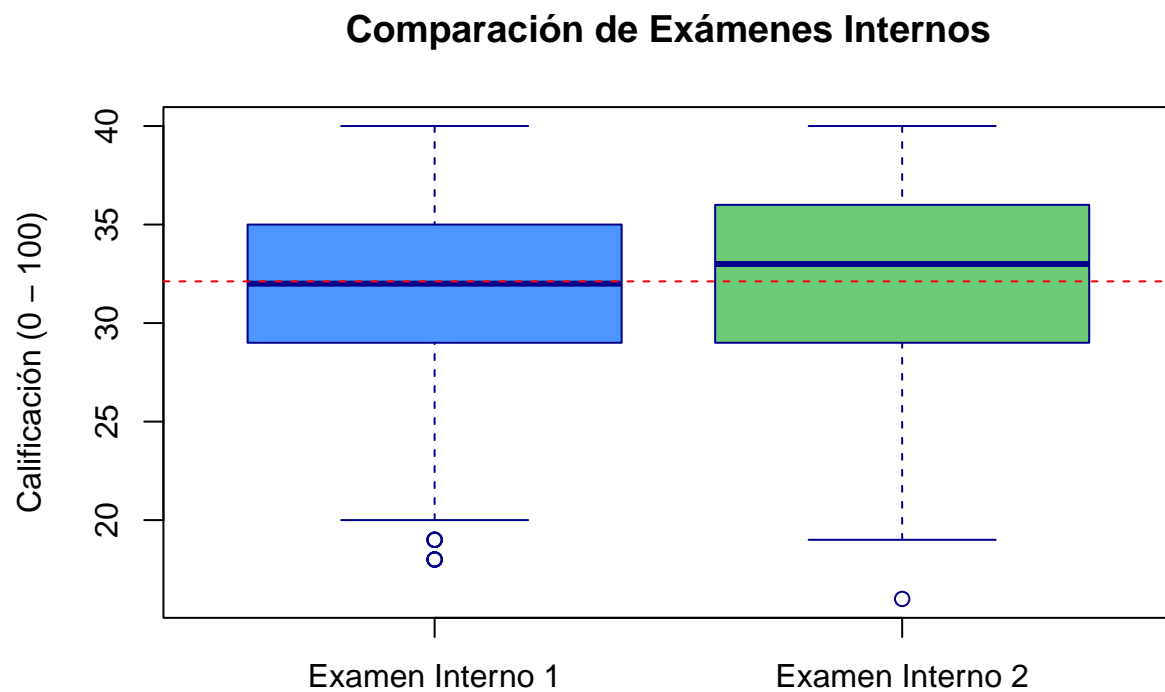 Comparación de Exámenes Internos
Calificación (0 – 100)
40
35
30
25
20
Examen Interno 1
Examen Interno 2